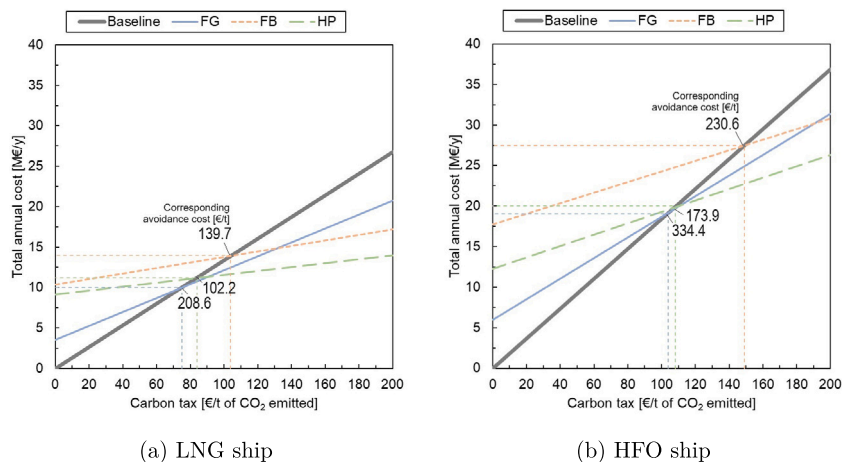 Baseline FG FB HP
40
35
30
25
20
15
10
5
0
Total annual cost [M€/y]
Corresponding
avoidance cost [€/t]
139.7
102.2
208.6
0 20 40 60 80 100 120 140 160 180 200
Carbon tax [€/t of CO2 emitted]
(a) LNG ship
Baseline FG FB HP
40
35
30
25
20
15
10
5
0
Total annual cost [M€/y]
Corresponding
avoidance cost [€/t]
230.6
173.9
334.4
0 20 40 60 80 100 120 140 160 180 200
Carbon tax [€/t of CO2 emitted]
(b) HFO ship